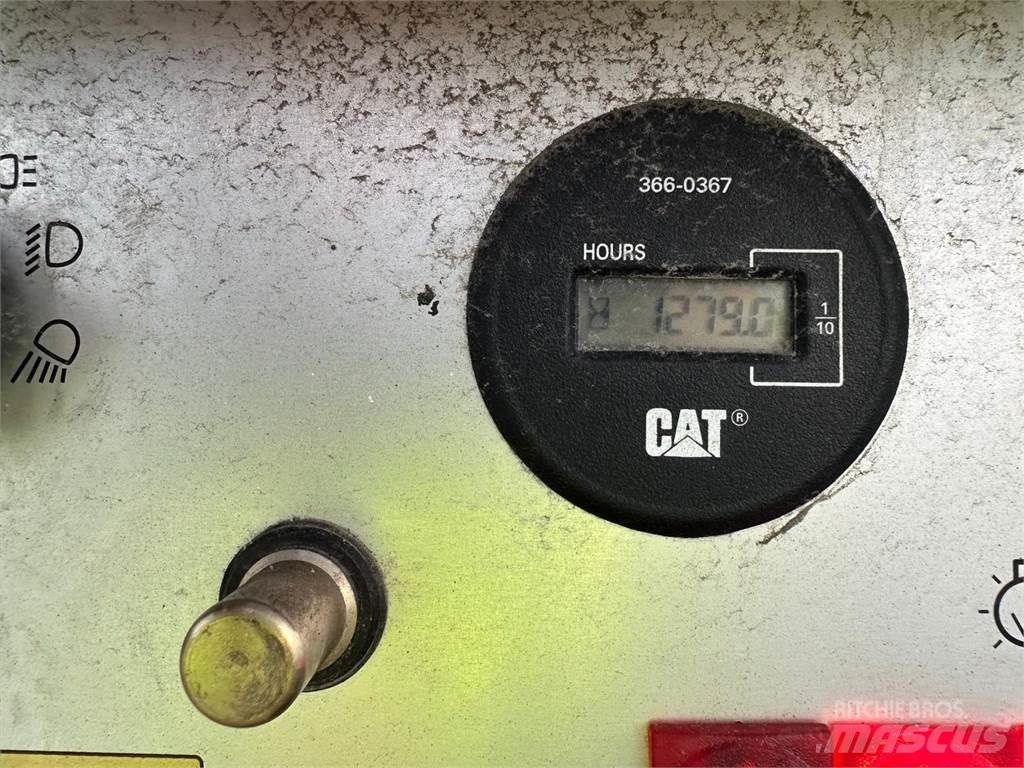 366-0367
HOURS
1279.0
1
10
CAT®
RITCHIE BROS.
MASCUS